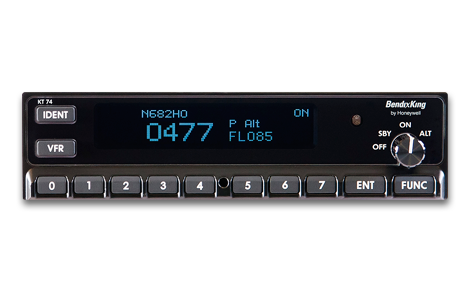 KT 74
IDENT
VFR
N682HO
ON
0477
P Alt
FL085
BendixKing
by Honeywell
ON
SBY
ALT
OFF
0 1 2 3 4 5 6 7 ENT FUNC